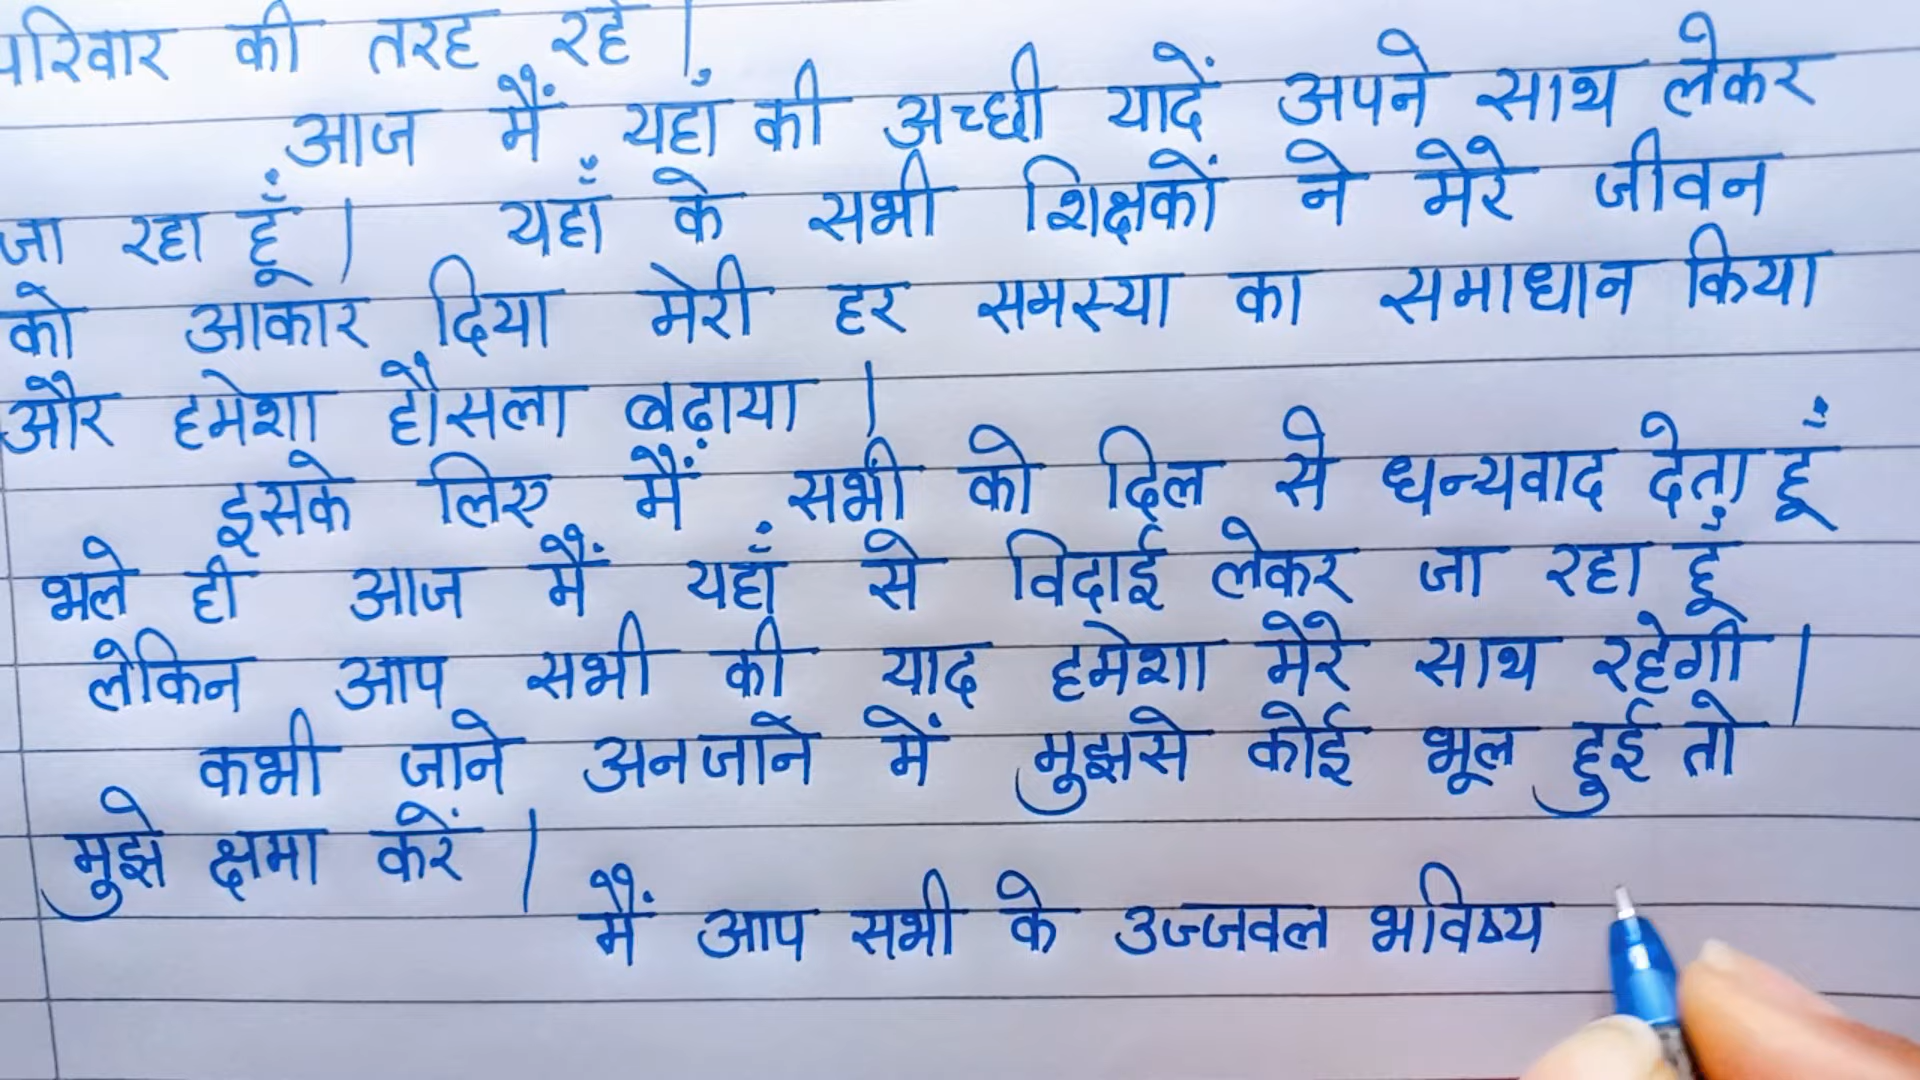 परिवार की तरह रहे |
आज मैं यहाँ की अच्छी यादें अपने साथ लेकर
जा रहा हूँ | यहाँ के सभी शिक्षकों ने मेरे जीवन
को आकार दिया मेरी हर समस्या का समाधान किया
और हमेशा हौसला बढ़ाया |
इसके लिए मैं सभी को दिल से धन्यवाद देता हूँ
भले ही आज मैं यहाँ से विदाई लेकर जा रहा हूँ
लेकिन आप सभी की याद हमेशा मेरे साथ रहेगी |
कभी जाने अनजाने में मुझसे कोई भूल हुई तो
मुझे क्षमा करें |
मैं आप सभी के उज्जवल भविष्य